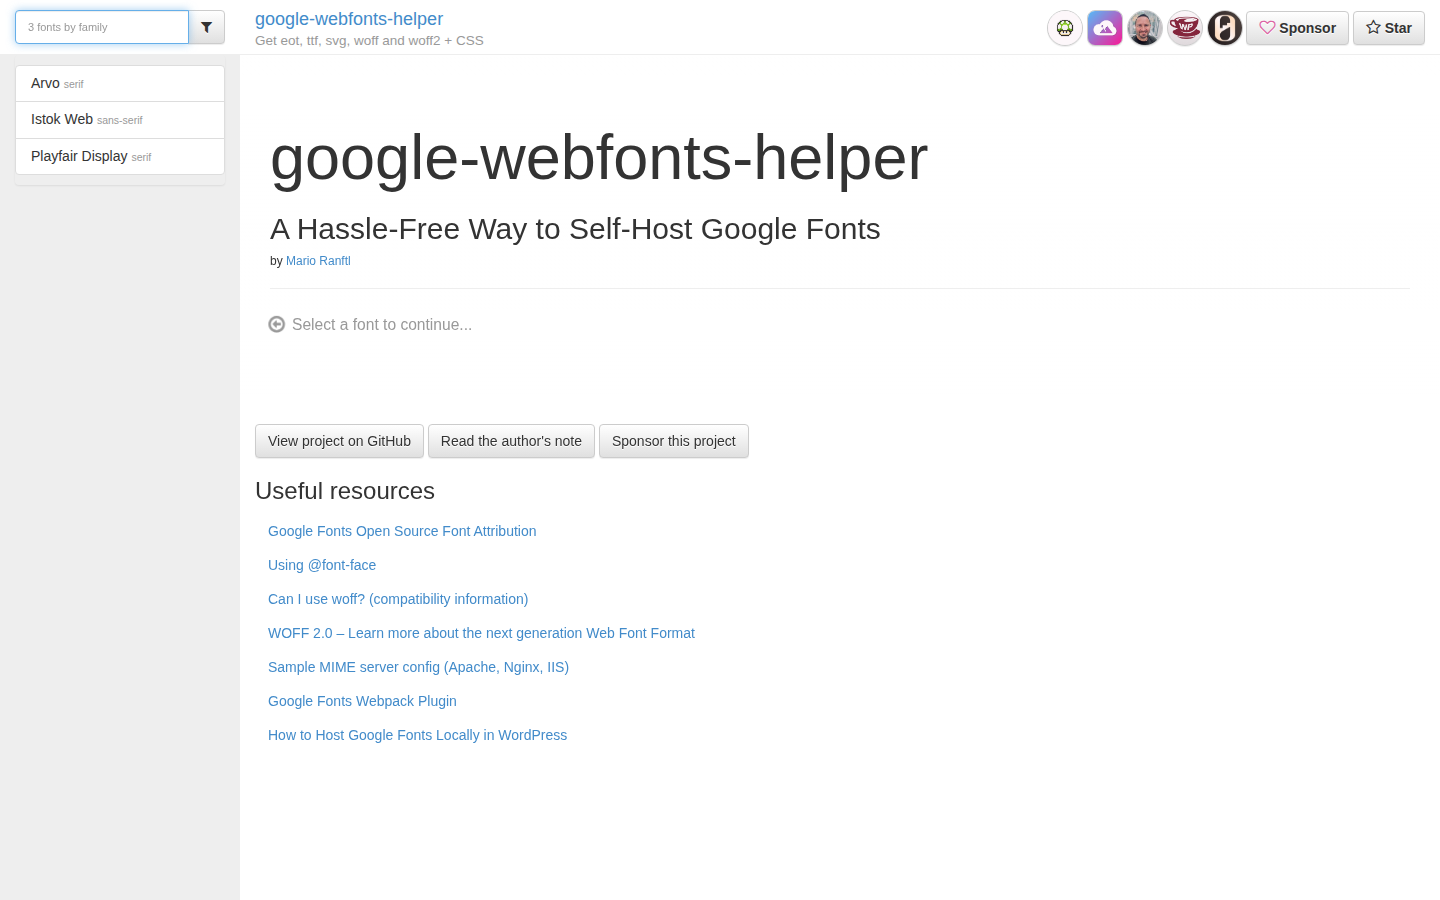 3 fonts by family
google-webfonts-helper
Get eot, ttf, svg, woff and woff2 + CSS
WP
Sponsor
Star
Arvo serif
Istok Web sans-serif
Playfair Display serif
google-webfonts-helper
A Hassle-Free Way to Self-Host Google Fonts
by Mario Ranftl
Select a font to continue...
View project on GitHub
Read the author's note
Sponsor this project
Useful resources
Google Fonts Open Source Font Attribution
Using @font-face
Can I use woff? (compatibility information)
WOFF 2.0 – Learn more about the next generation Web Font Format
Sample MIME server config (Apache, Nginx, IIS)
Google Fonts Webpack Plugin
How to Host Google Fonts Locally in WordPress